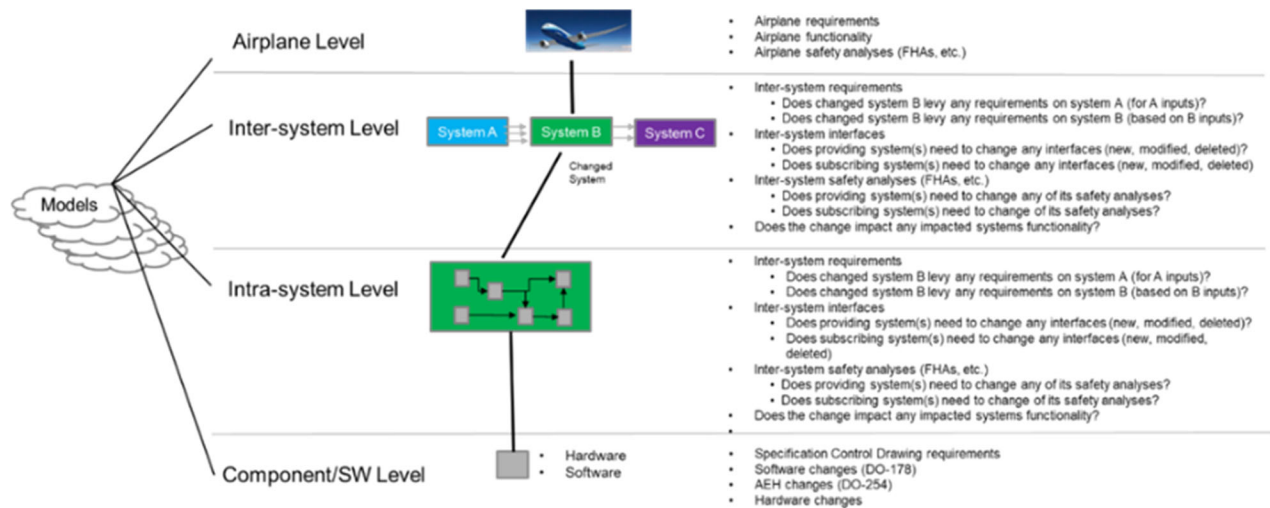 Airplane Level
• Airplane requirements
• Airplane functionality
• Airplane safety analyses (FHAs, etc.)
Models
Inter-system Level
System A
System B
System C
Changed
System
• Inter-system requirements
• Does changed system B levy any requirements on system A (for A inputs)?
• Does changed system B levy any requirements on system B (based on B inputs)?
• Inter-system interfaces
• Does providing system(s) need to change any interfaces (new, modified, deleted)?
• Does subscribing system(s) need to change any interfaces (new, modified, deleted)
• Inter-system safety analyses (FHAs, etc.)
• Does providing system(s) need to change any of its safety analyses?
• Does subscribing system(s) need to change of its safety analyses?
• Does the change impact any impacted systems functionality?
Intra-system Level
• Inter-system requirements
• Does changed system B levy any requirements on system A (for A inputs)?
• Does changed system B levy any requirements on system B (based on B inputs)?
• Inter-system interfaces
• Does providing system(s) need to change any interfaces (new, modified, deleted)?
• Does subscribing system(s) need to change any interfaces (new, modified,
deleted)
• Inter-system safety analyses (FHAs, etc.)
• Does providing system(s) need to change any of its safety analyses?
• Does subscribing system(s) need to change of its safety analyses?
• Does the change impact any impacted systems functionality?
•
Component/SW Level
• Hardware
• Software
• Specification Control Drawing requirements
• Software changes (DO-178)
• AEH changes (DO-254)
• Hardware changes